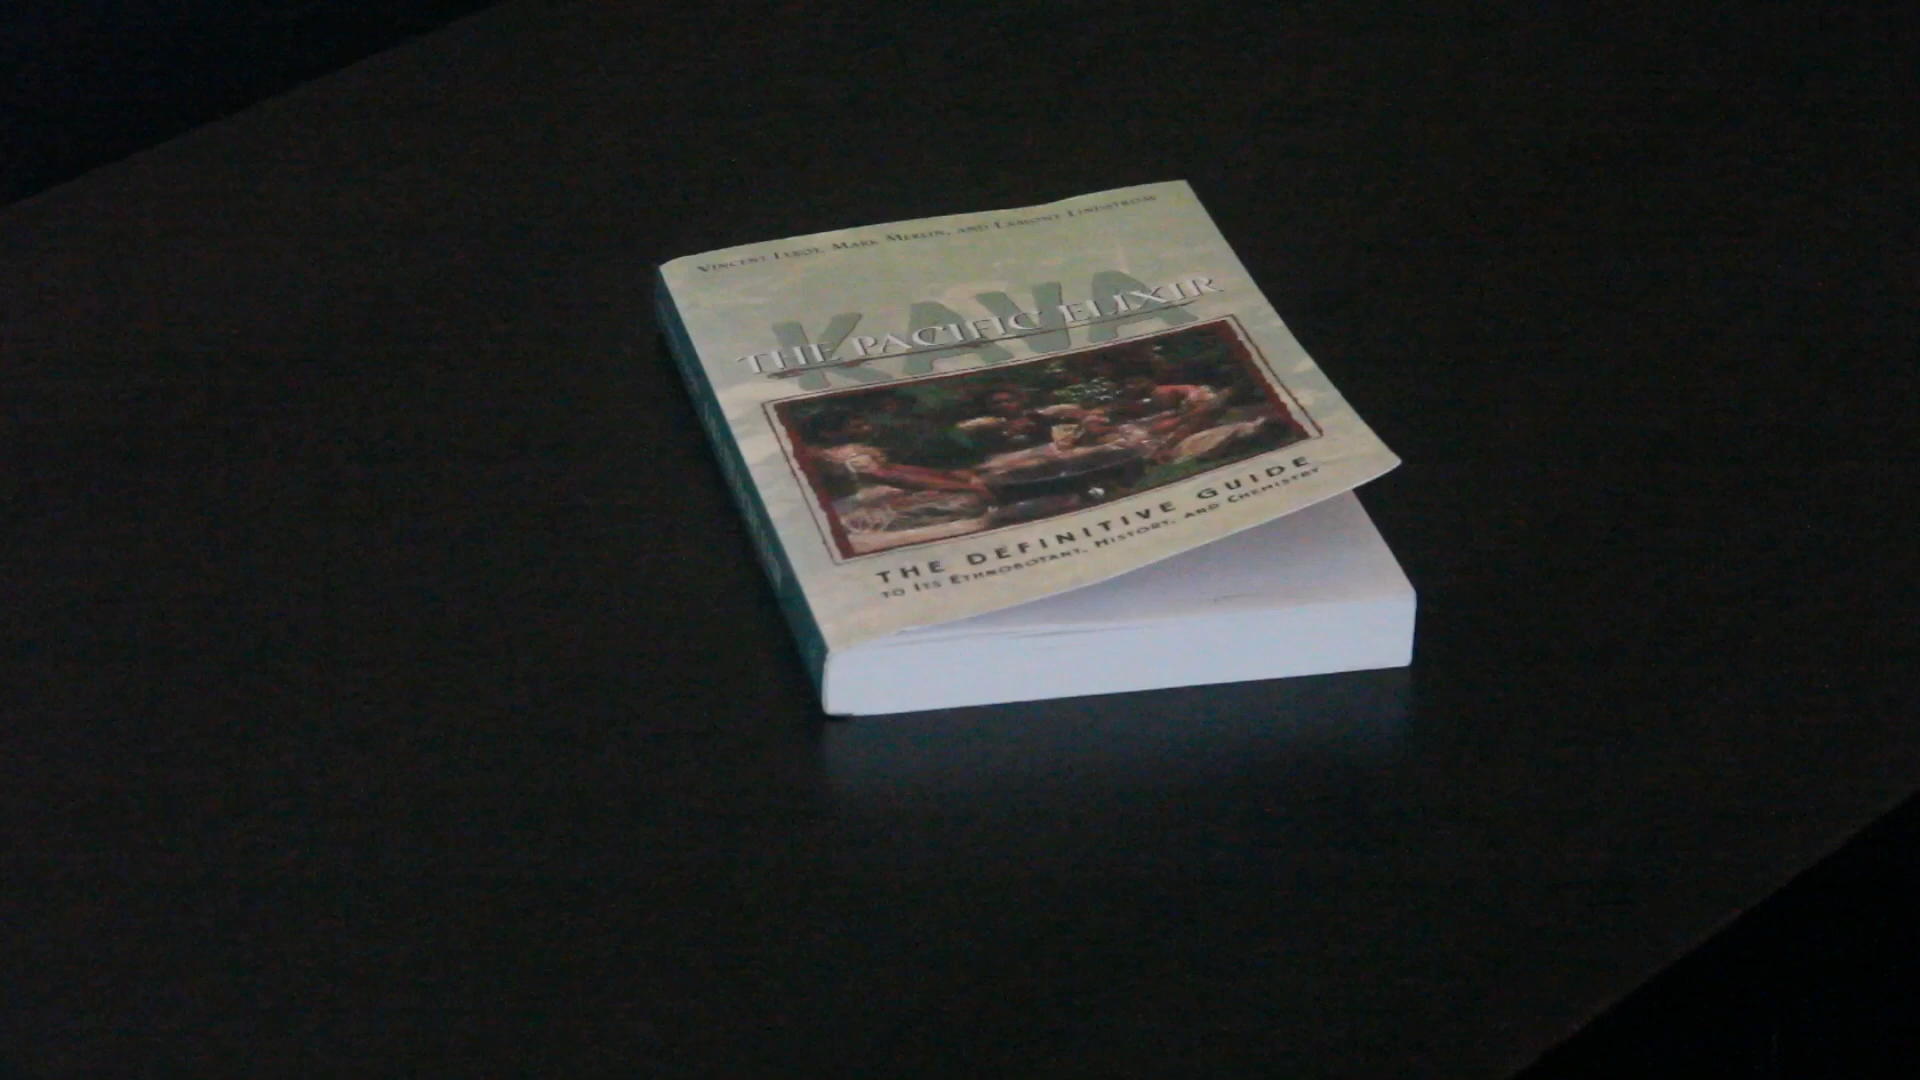 VINCENT LEBOT, MARK MERLIN, AND LAMONT LINDSTROM
KAVA
THE PACIFIC ELIXIR
THE DEFINITIVE GUIDE
TO ITS ETHNOBOTANY, HISTORY, AND CHEMISTRY